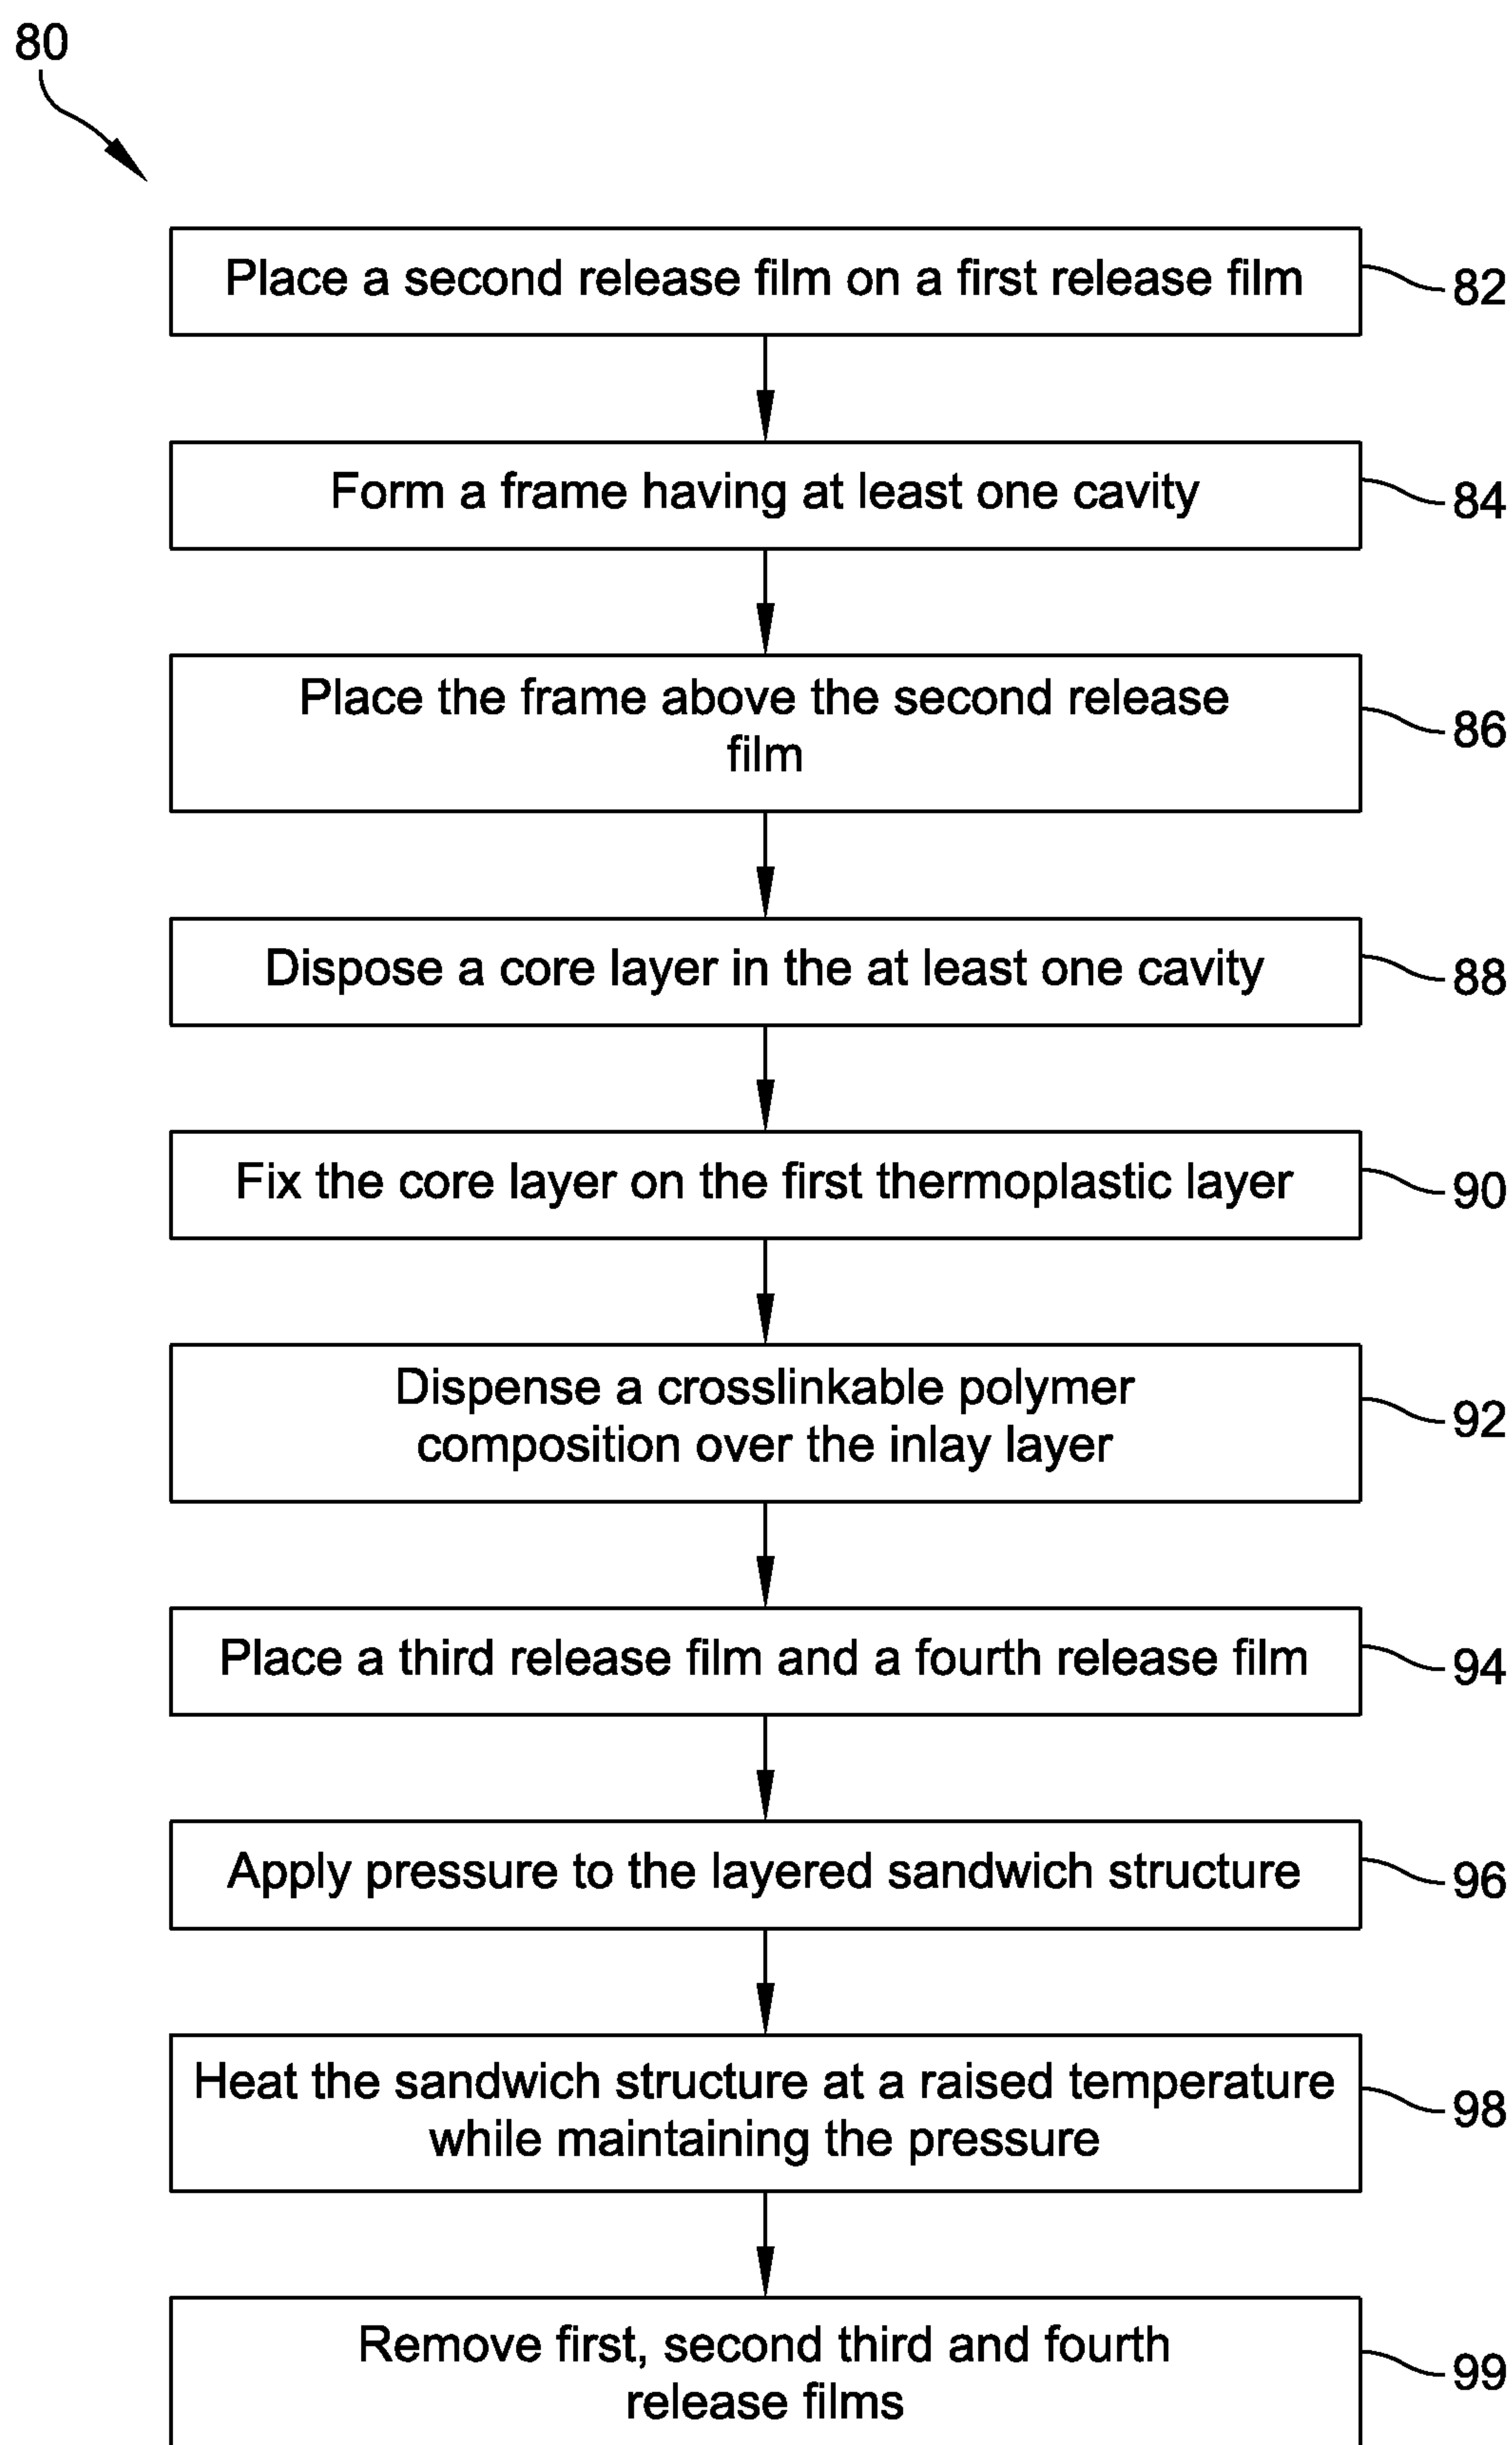 80
Place a second release film on a first release film
82
Form a frame having at least one cavity
84
Place the frame above the second release
film
86
Dispose a core layer in the at least one cavity
88
Fix the core layer on the first thermoplastic layer
90
Dispense a crosslinkable polymer
composition over the inlay layer
92
Place a third release film and a fourth release film
94
Apply pressure to the layered sandwich structure
96
Heat the sandwich structure at a raised temperature
while maintaining the pressure
98
Remove first, second third and fourth
release films
99